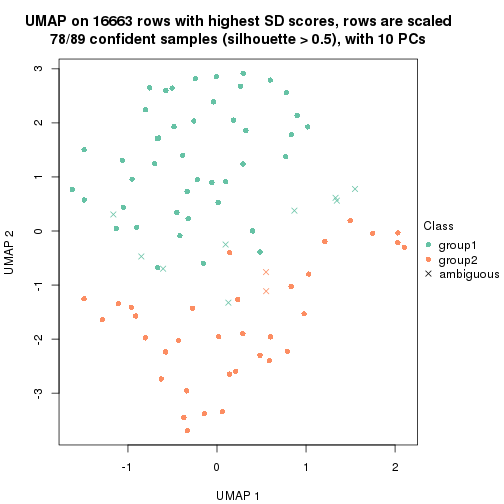 UMAP on 16663 rows with highest SD scores, rows are scaled
78/89 confident samples (silhouette > 0.5), with 10 PCs
3
2
1
0
-1
-2
-3
UMAP 2
-1
0
1
2
UMAP 1
Class
group1
group2
ambiguous